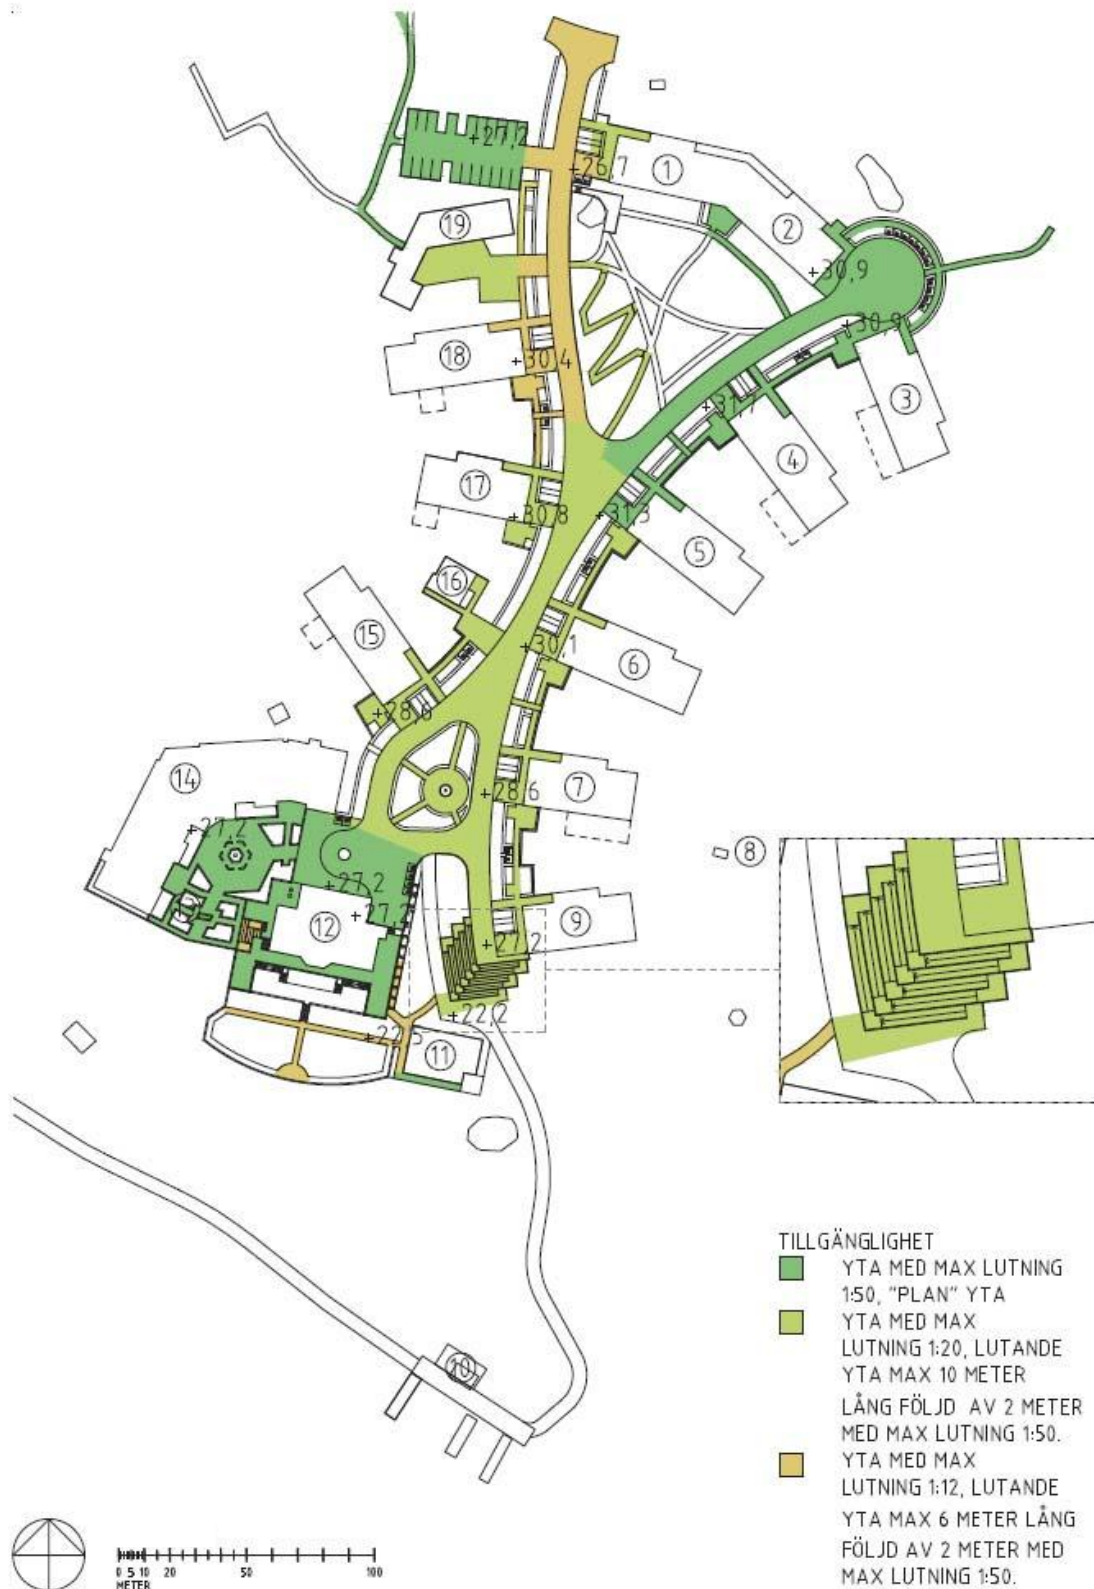 +27,2
+26,7
1
19
2
+30,9
+30,9
18
+30,4
3
+31,7
4
17
+30,8
+31,3
5
16
15
+30,1
6
+28,6
14
7
+28,6
+27,2
8
+27,2
12
9
+27,2
+22,2
11
10
TILLGÄNGLIGHET
YTA MED MAX LUTNING
1:50, "PLAN" YTA
YTA MED MAX
LUTNING 1:20, LUTANDE
YTA MAX 10 METER
LÅNG FÖLJD AV 2 METER
MED MAX LUTNING 1:50.
YTA MED MAX
LUTNING 1:12, LUTANDE
YTA MAX 6 METER LÅNG
FÖLJD AV 2 METER MED
MAX LUTNING 1:50.
0 5 10 20 50 100
METER